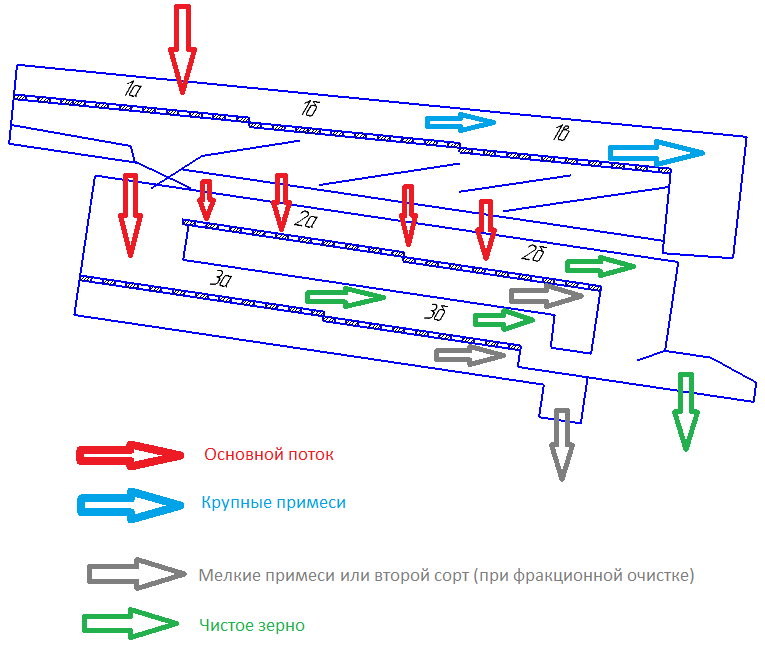 1а
1б
1в
2а
2б
3а
3б
Основной поток
Крупные примеси
Мелкие примеси или второй сорт (при фракционной очистке)
Чистое зерно